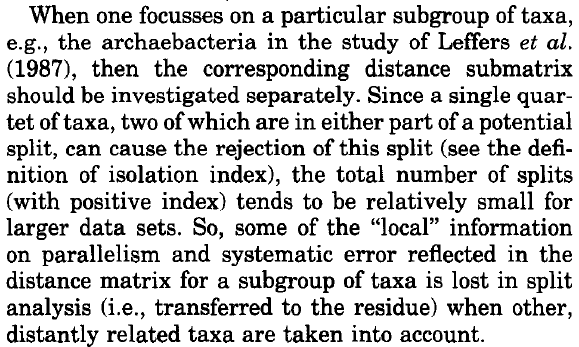 When one focusses on a particular subgroup of taxa,
e.g., the archaebacteria in the study of Leffers et al.
(1987), then the corresponding distance submatrix
should be investigated separately. Since a single quar-
tet of taxa, two of which are in either part of a potential
split, can cause the rejection of this split (see the defi-
nition of isolation index), the total number of splits
(with positive index) tends to be relatively small for
larger data sets. So, some of the “local” information
on parallelism and systematic error reflected in the
distance matrix for a subgroup of taxa is lost in split
analysis (i.e., transferred to the residue) when other,
distantly related taxa are taken into account.